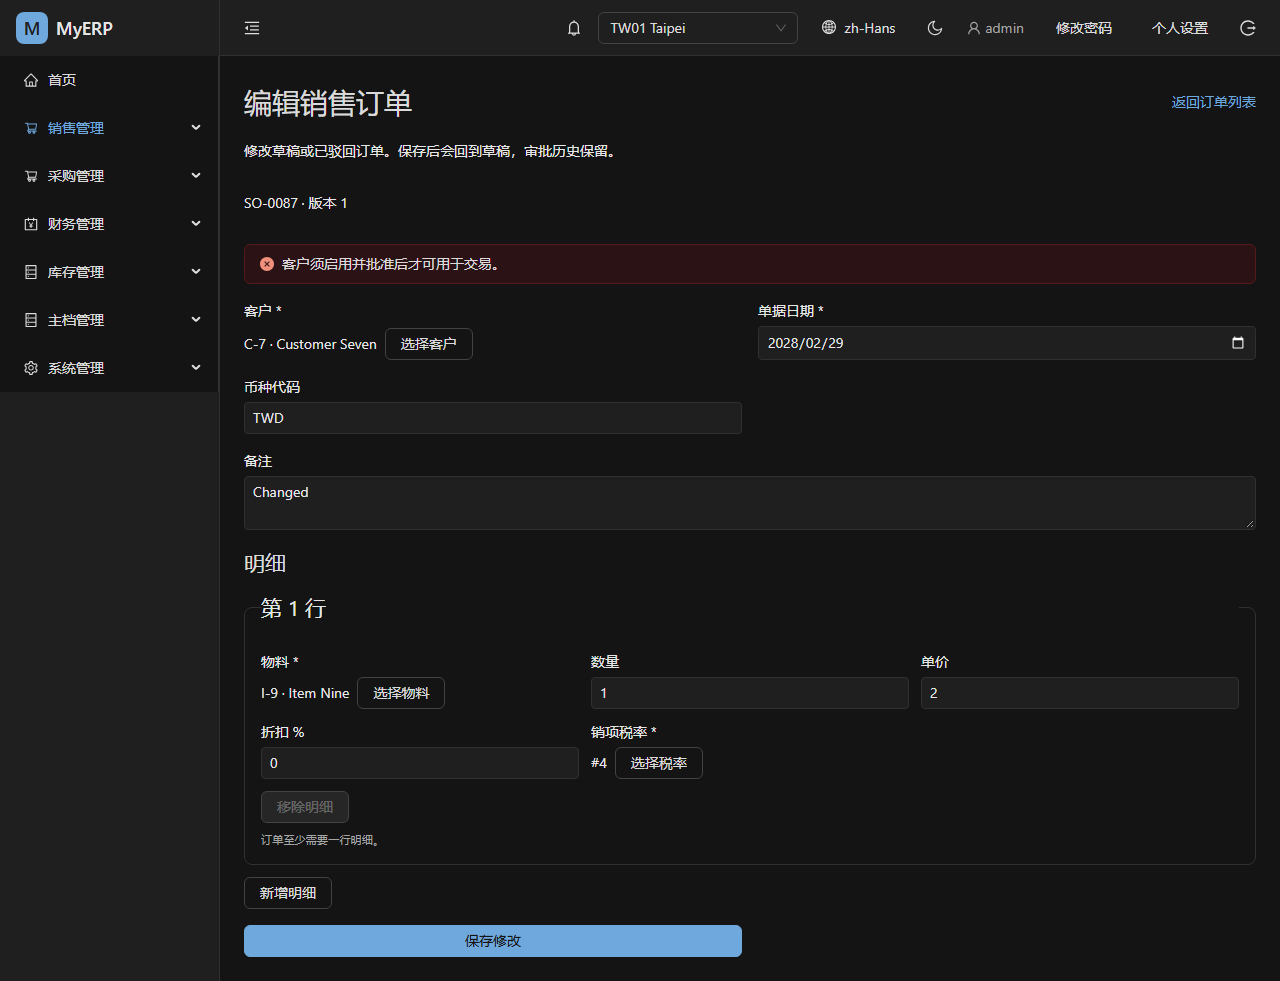 M MyERP
TW01 Taipei
zh-Hans
admin
修改密码
个人设置
首页
销售管理
采购管理
财务管理
库存管理
主档管理
系统管理
编辑销售订单
返回订单列表
修改草稿或已驳回订单。保存后会回到草稿，审批历史保留。
SO-0087 · 版本 1
客户须启用并批准后才可用于交易。
客户 *
单据日期 *
C-7 · Customer Seven
选择客户
2028/02/29
币种代码
TWD
备注
Changed
明细
第 1 行
物料 *
数量
单价
I-9 · Item Nine
选择物料
1
2
折扣 %
销项税率 *
0
#4
选择税率
移除明细
订单至少需要一行明细。
新增明细
保存修改